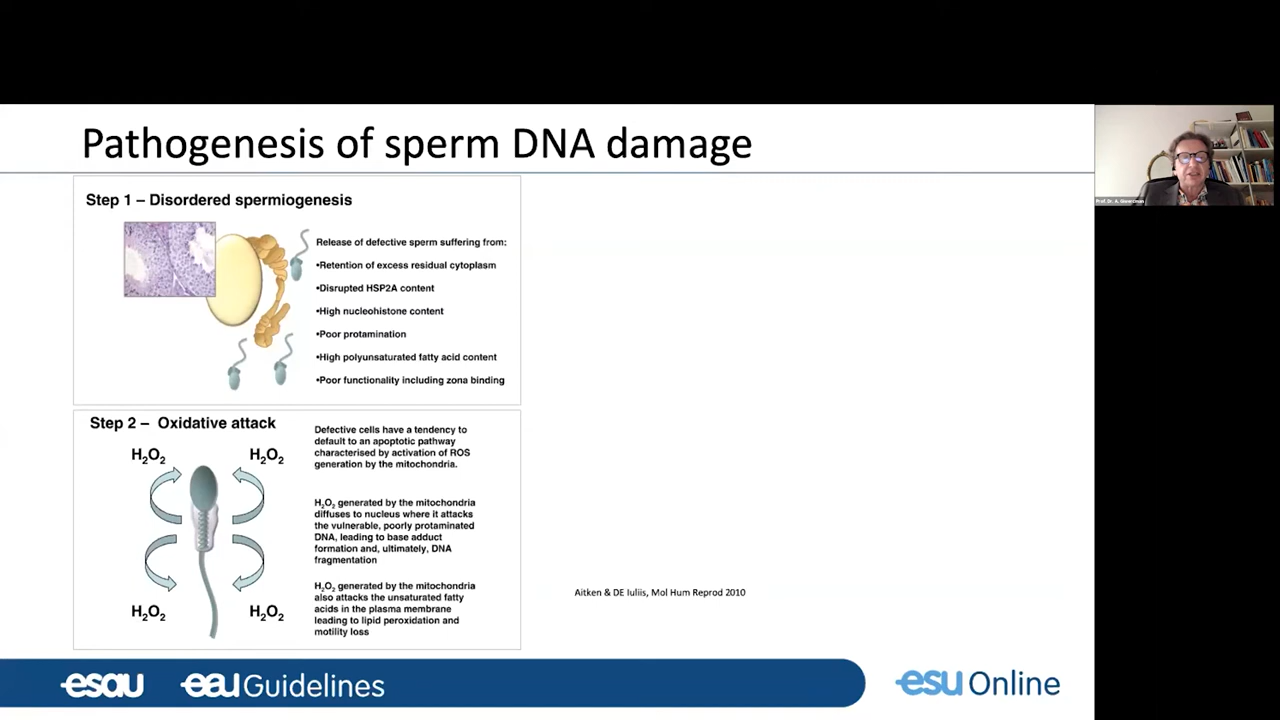 Pathogenesis of sperm DNA damage
Step 1 – Disordered spermiogenesis
Release of defective sperm suffering from:
•Retention of excess residual cytoplasm
•Disrupted HSP2A content
•High nucleohistone content
•Poor protamination
•High polyunsaturated fatty acid content
•Poor functionality including zona binding
Step 2 – Oxidative attack
H₂O₂
H₂O₂
H₂O₂
H₂O₂
Defective cells have a tendency to
default to an apoptotic pathway
characterised by activation of ROS
generation by the mitochondria.
H₂O₂ generated by the mitochondria
diffuses to nucleus where it attacks
the vulnerable, poorly protaminated
DNA, leading to base adduct
formation and, ultimately, DNA
fragmentation
H₂O₂ generated by the mitochondria
also attacks the unsaturated fatty
acids in the plasma membrane
leading to lipid peroxidation and
motility loss
Aitken & DE Iuliis, Mol Hum Reprod 2010
Prof. Dr. A.
esau
eau Guidelines
esu Online